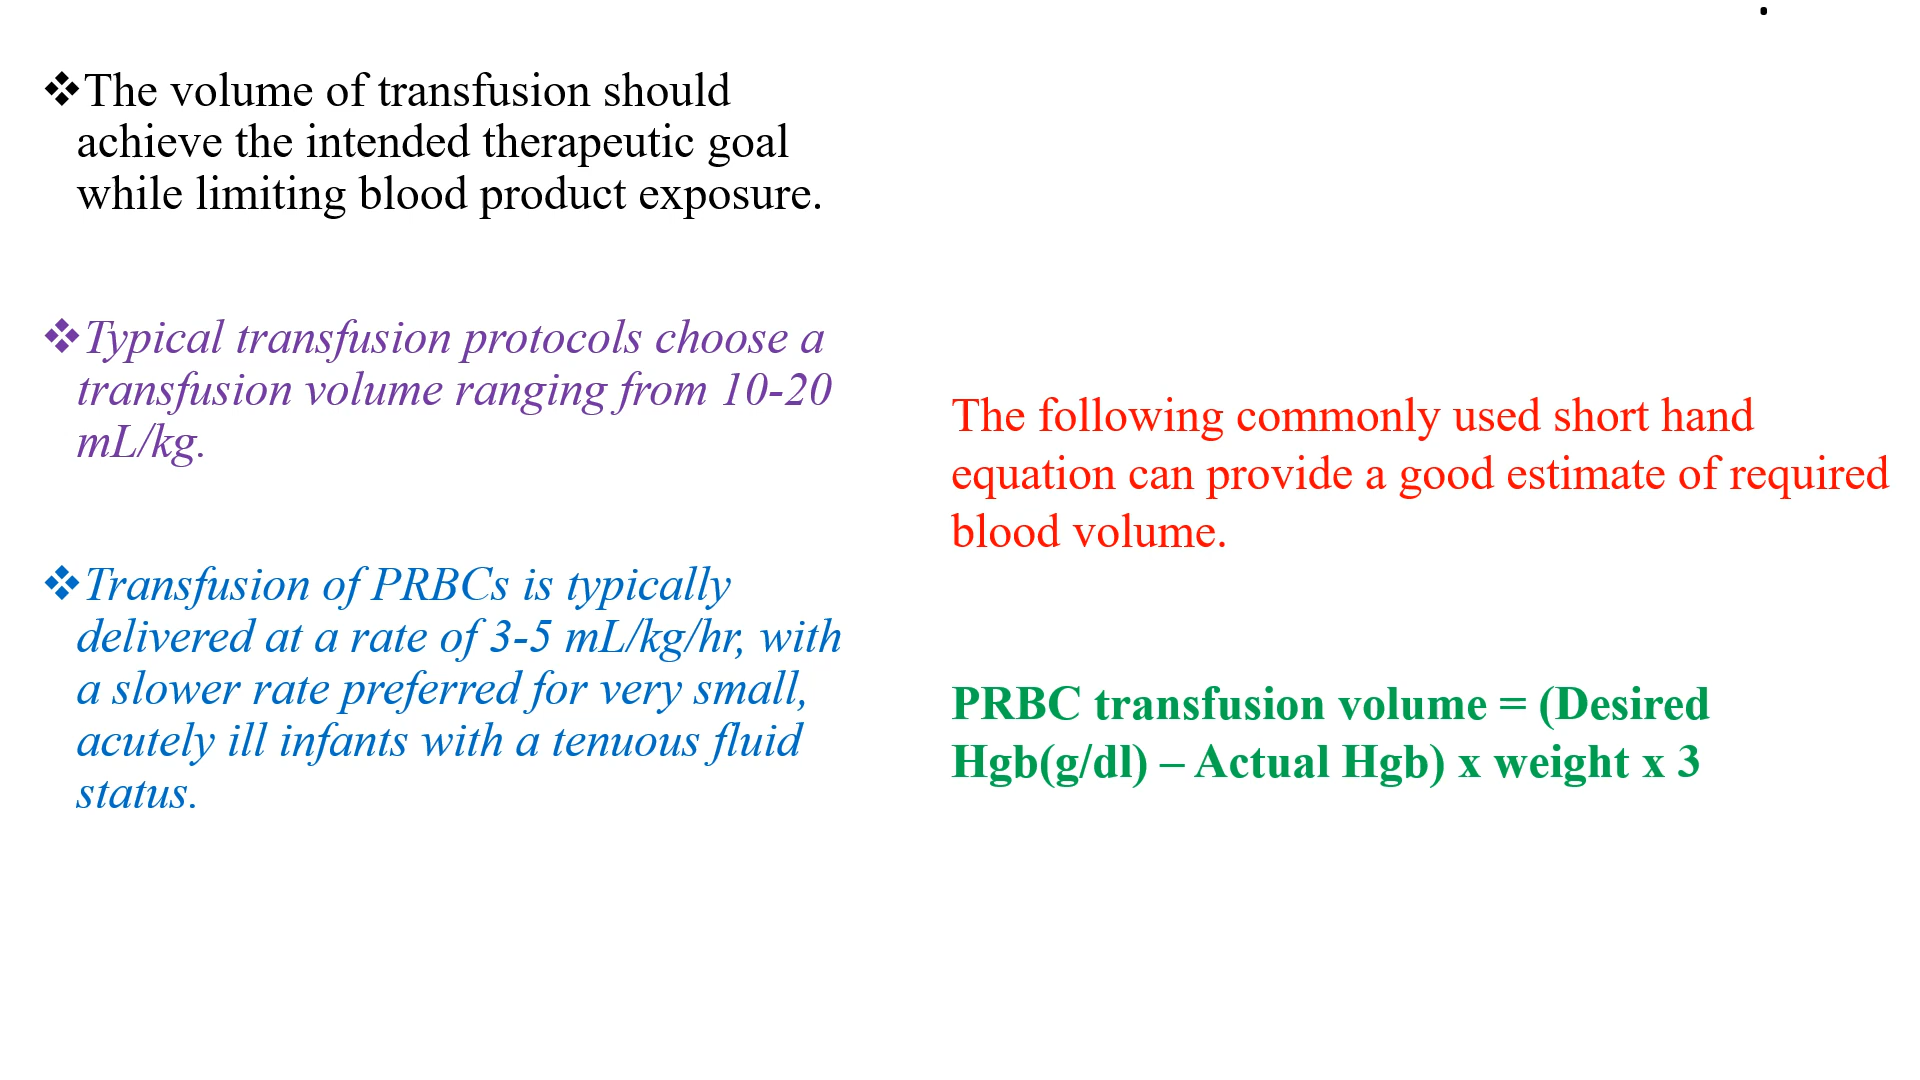 .
❖The volume of transfusion should
achieve the intended therapeutic goal
while limiting blood product exposure.
❖Typical transfusion protocols choose a
transfusion volume ranging from 10-20
mL/kg.
❖Transfusion of PRBCs is typically
delivered at a rate of 3-5 mL/kg/hr, with
a slower rate preferred for very small,
acutely ill infants with a tenuous fluid
status.
The following commonly used short hand
equation can provide a good estimate of required
blood volume.
PRBC transfusion volume = (Desired
Hgb(g/dl) – Actual Hgb) x weight x 3